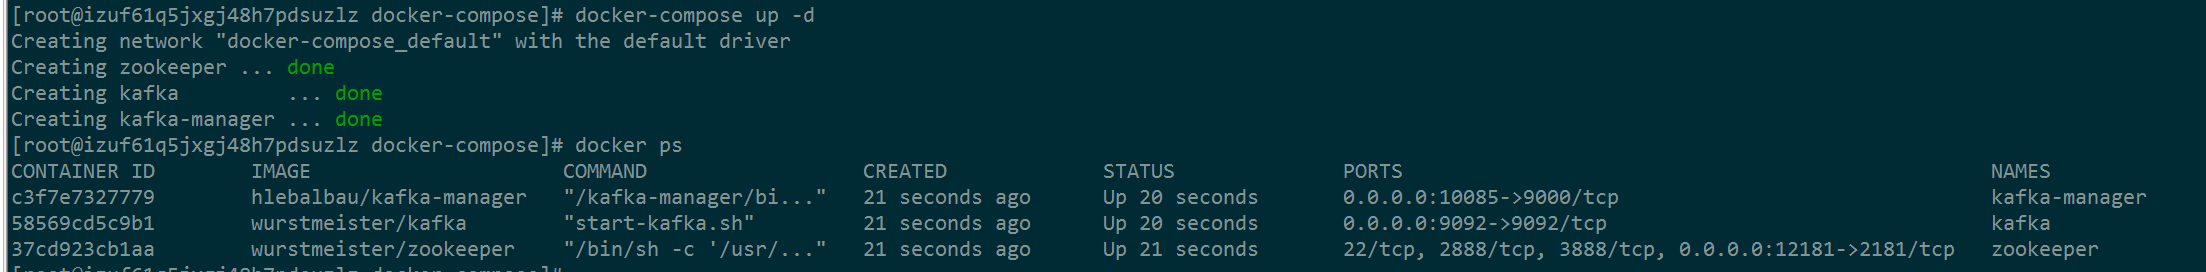 [root@izuf61q5jxgj48h7pdsuzlz docker-compose]# docker-compose up -d
Creating network "docker-compose_default" with the default driver
Creating zookeeper ... done
Creating kafka         ... done
Creating kafka-manager ... done
[root@izuf61q5jxgj48h7pdsuzlz docker-compose]# docker ps
CONTAINER ID        IMAGE                     COMMAND                  CREATED             STATUS              PORTS                                                 NAMES
c3f7e7327779        hlebalbau/kafka-manager   "/kafka-manager/bi..."   21 seconds ago      Up 20 seconds       0.0.0.0:10085->9000/tcp                               kafka-manager
58569cd5c9b1        wurstmeister/kafka        "start-kafka.sh"         21 seconds ago      Up 20 seconds       0.0.0.0:9092->9092/tcp                                kafka
37cd923cb1aa        wurstmeister/zookeeper    "/bin/sh -c '/usr/..."   21 seconds ago      Up 21 seconds       22/tcp, 2888/tcp, 3888/tcp, 0.0.0.0:12181->2181/tcp   zookeeper
[root@izuf61q5jxgj48h7pdsuzlz docker-compose]#